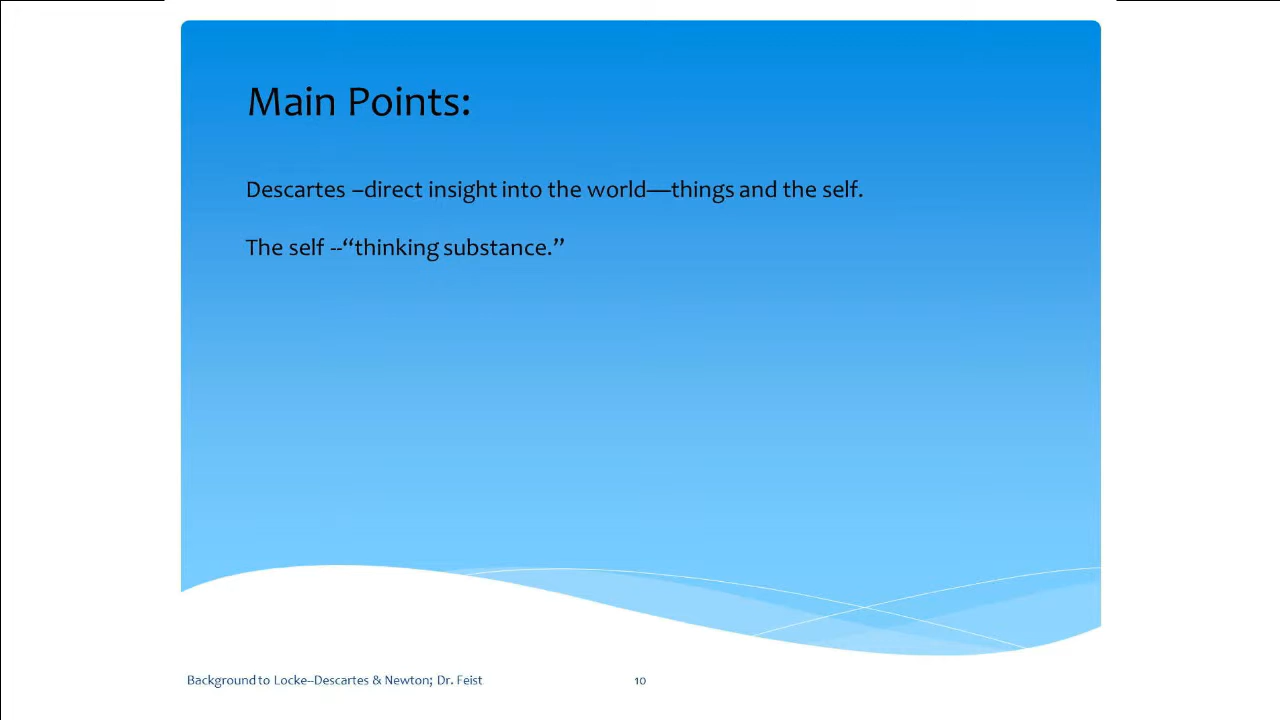 Main Points:
Descartes –direct insight into the world—things and the self.
The self --“thinking substance.”
Background to Locke--Descartes & Newton; Dr. Feist
10